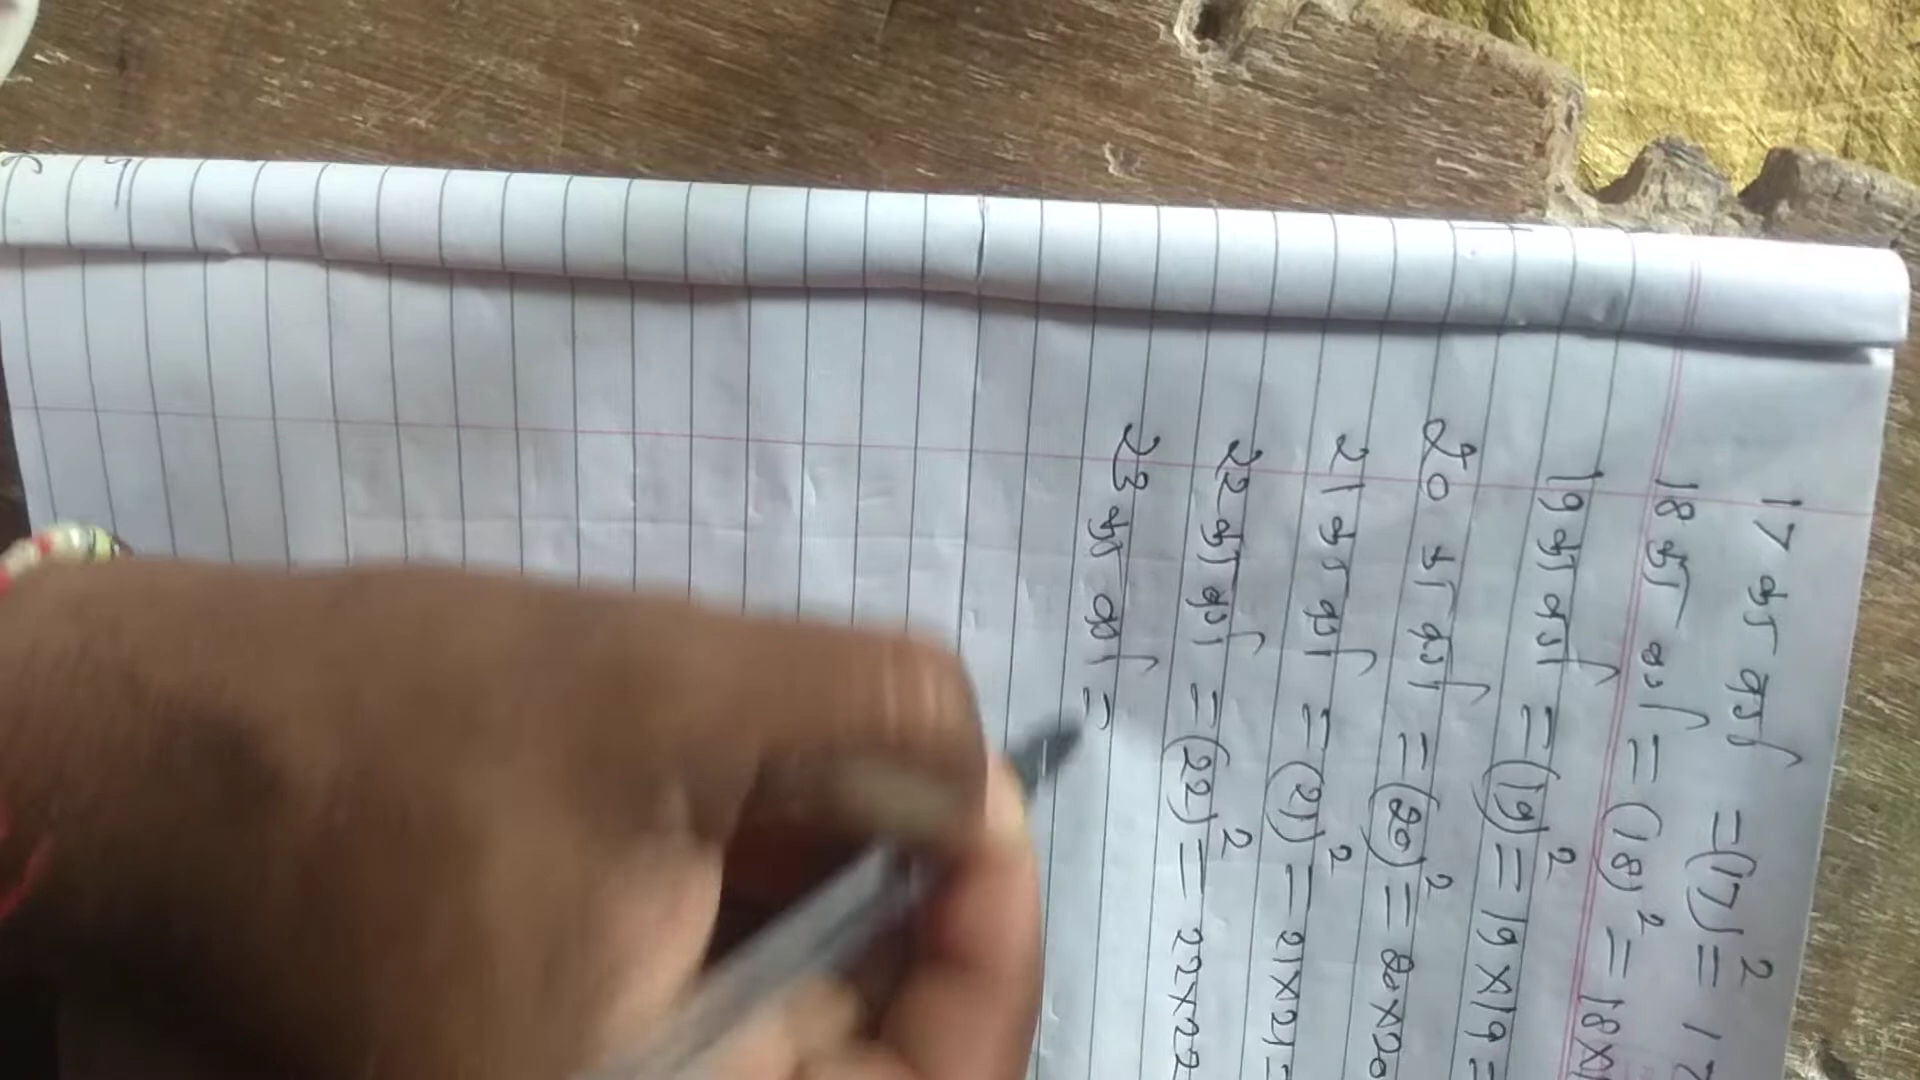 17 का वर्ग = (17)² = 17
18 का वर्ग = (18)² = 18×1
19 का वर्ग = (19)² = 19×19 =
20 का वर्ग = (20)² = 20×20
21 का वर्ग = (21)² = 21×21 =
22 का वर्ग = (22)² = 22×22
23 का वर्ग =